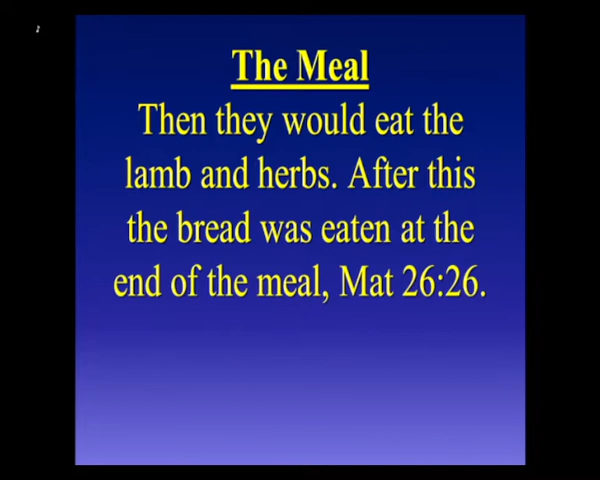 The Meal
Then they would eat the
lamb and herbs. After this
the bread was eaten at the
end of the meal, Mat 26:26.